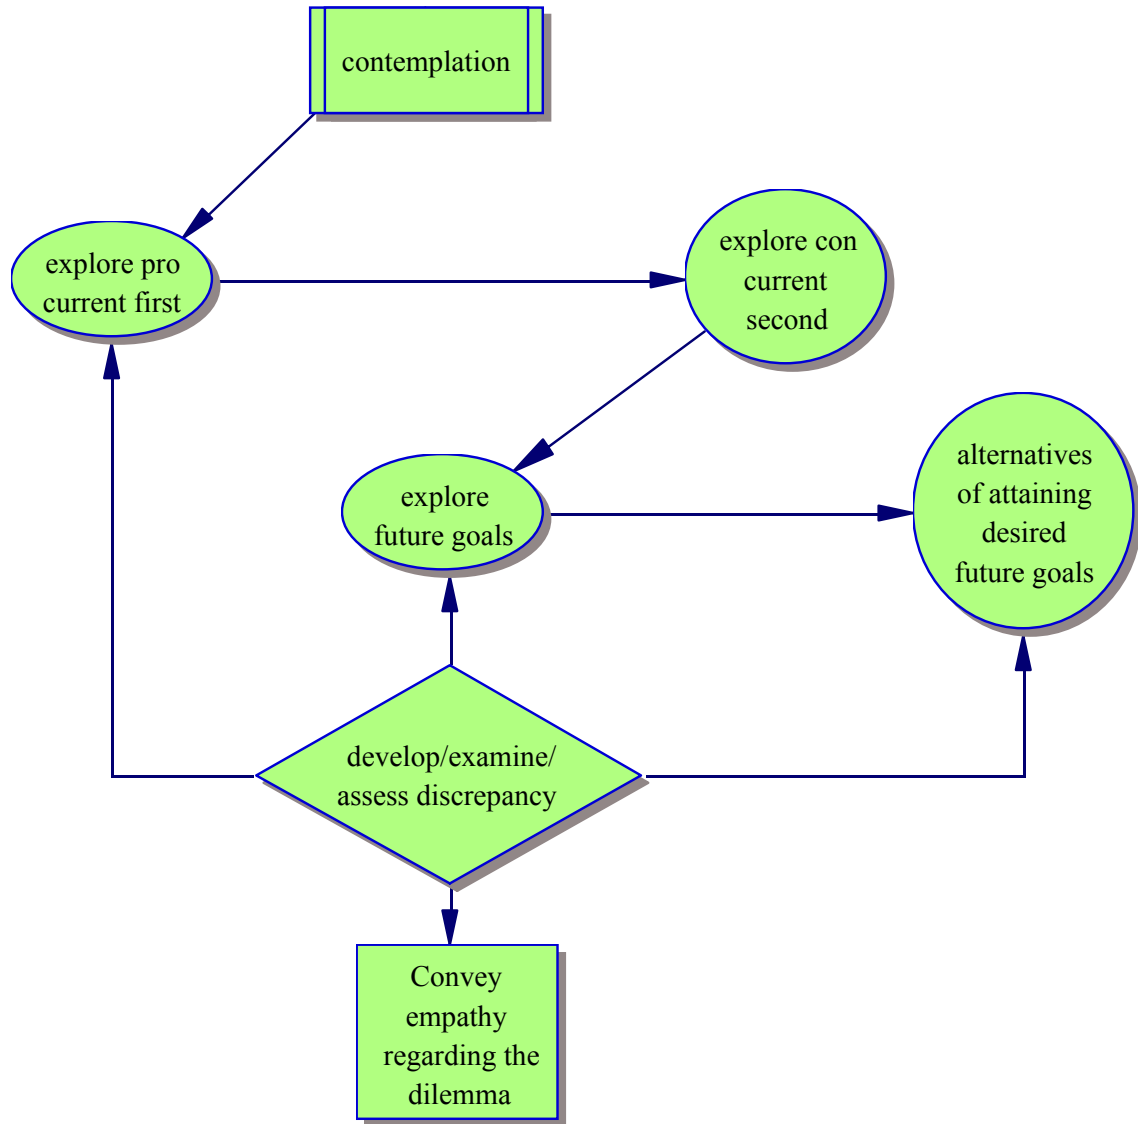 contemplation
explore pro
current first
explore con
current
second
explore
future goals
alternatives
of attaining
desired
future goals
develop/examine/
assess discrepancy
Convey
empathy
regarding the
dilemma